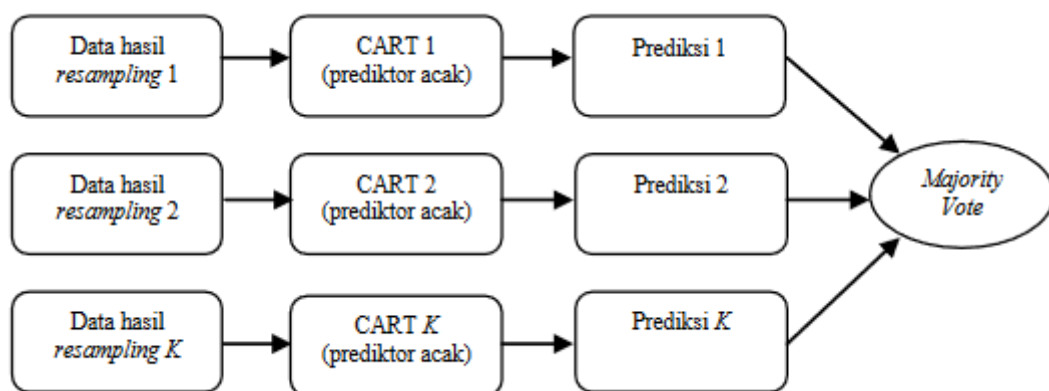 Data hasil
resampling 1
CART 1
(prediktor acak)
Prediksi 1
Data hasil
resampling 2
CART 2
(prediktor acak)
Prediksi 2
Majority
Vote
Data hasil
resampling K
CART K
(prediktor acak)
Prediksi K